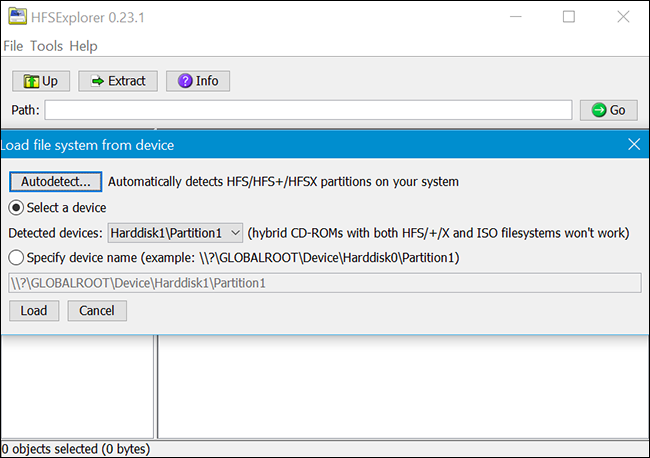 HFSExplorer 0.23.1
File Tools Help
Up Extract Info
Path: Go
Load file system from device
Autodetect... Automatically detects HFS/HFS+/HFSX partitions on your system
Select a device
Detected devices: Harddisk1\Partition1 (hybrid CD-ROMs with both HFS/+/X and ISO filesystems won't work)
Specify device name (example: \\?\GLOBALROOT\Device\Harddisk0\Partition1)
\\?\GLOBALROOT\Device\Harddisk1\Partition1
Load Cancel
0 objects selected (0 bytes)